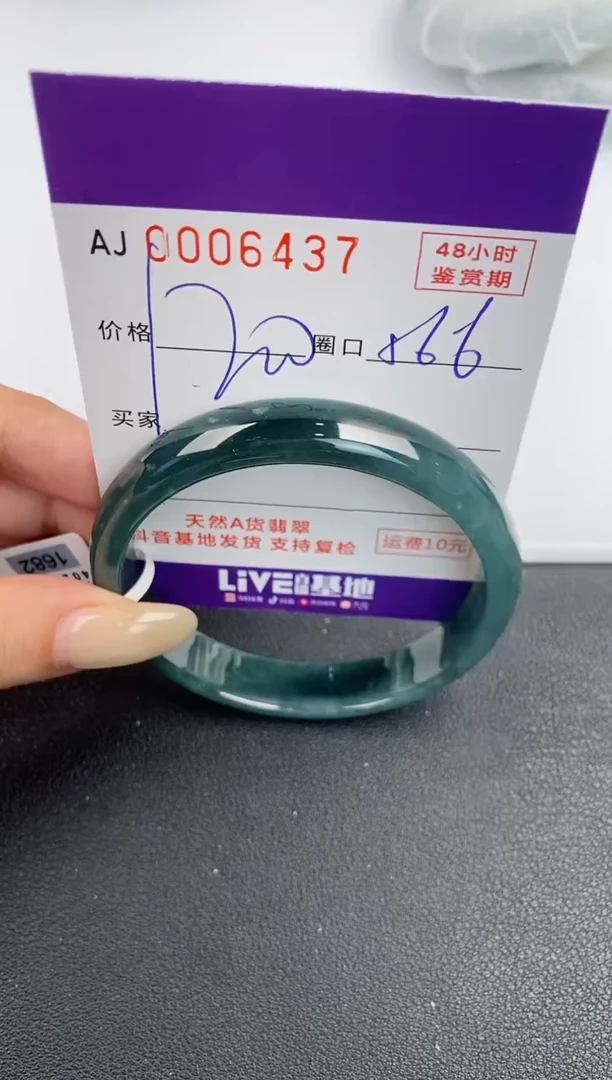 AJ 0006437
48小时
鉴赏期
价格 圈口 566
买家
天然A货翡翠
抖音基地发货 支持复检
运费10元
LiVE 基地
1682